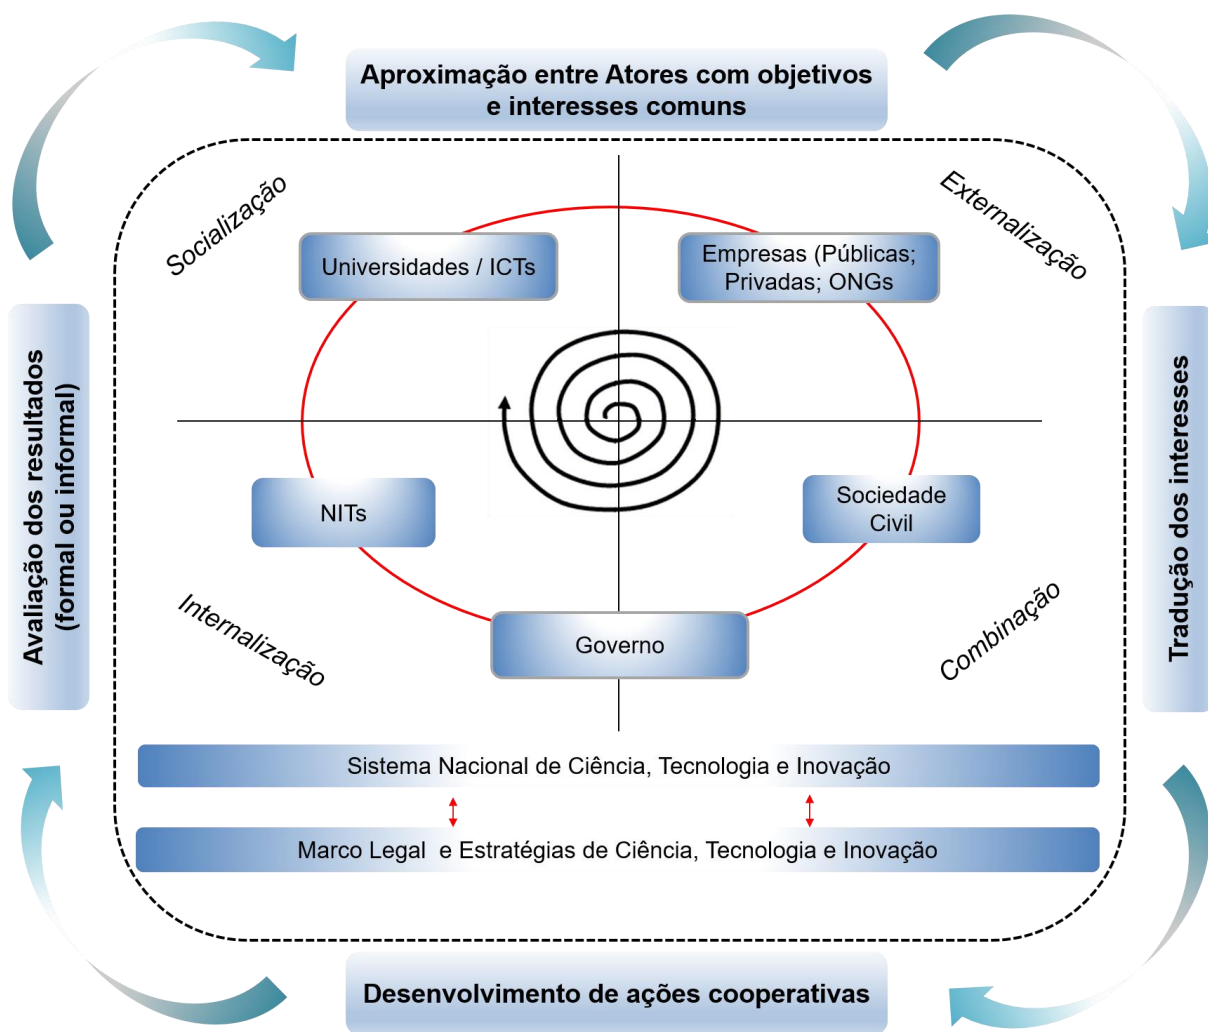 Aproximação entre Atores com objetivos
e interesses comuns
Socialização
Externalização
Universidades / ICTs
Empresas (Públicas;
Privadas; ONGs
Avaliação dos resultados
(formal ou informal)
Tradução dos interesses
NITs
Sociedade
Civil
Internalização
Governo
Combinação
Sistema Nacional de Ciência, Tecnologia e Inovação
Marco Legal e Estratégias de Ciência, Tecnologia e Inovação
Desenvolvimento de ações cooperativas